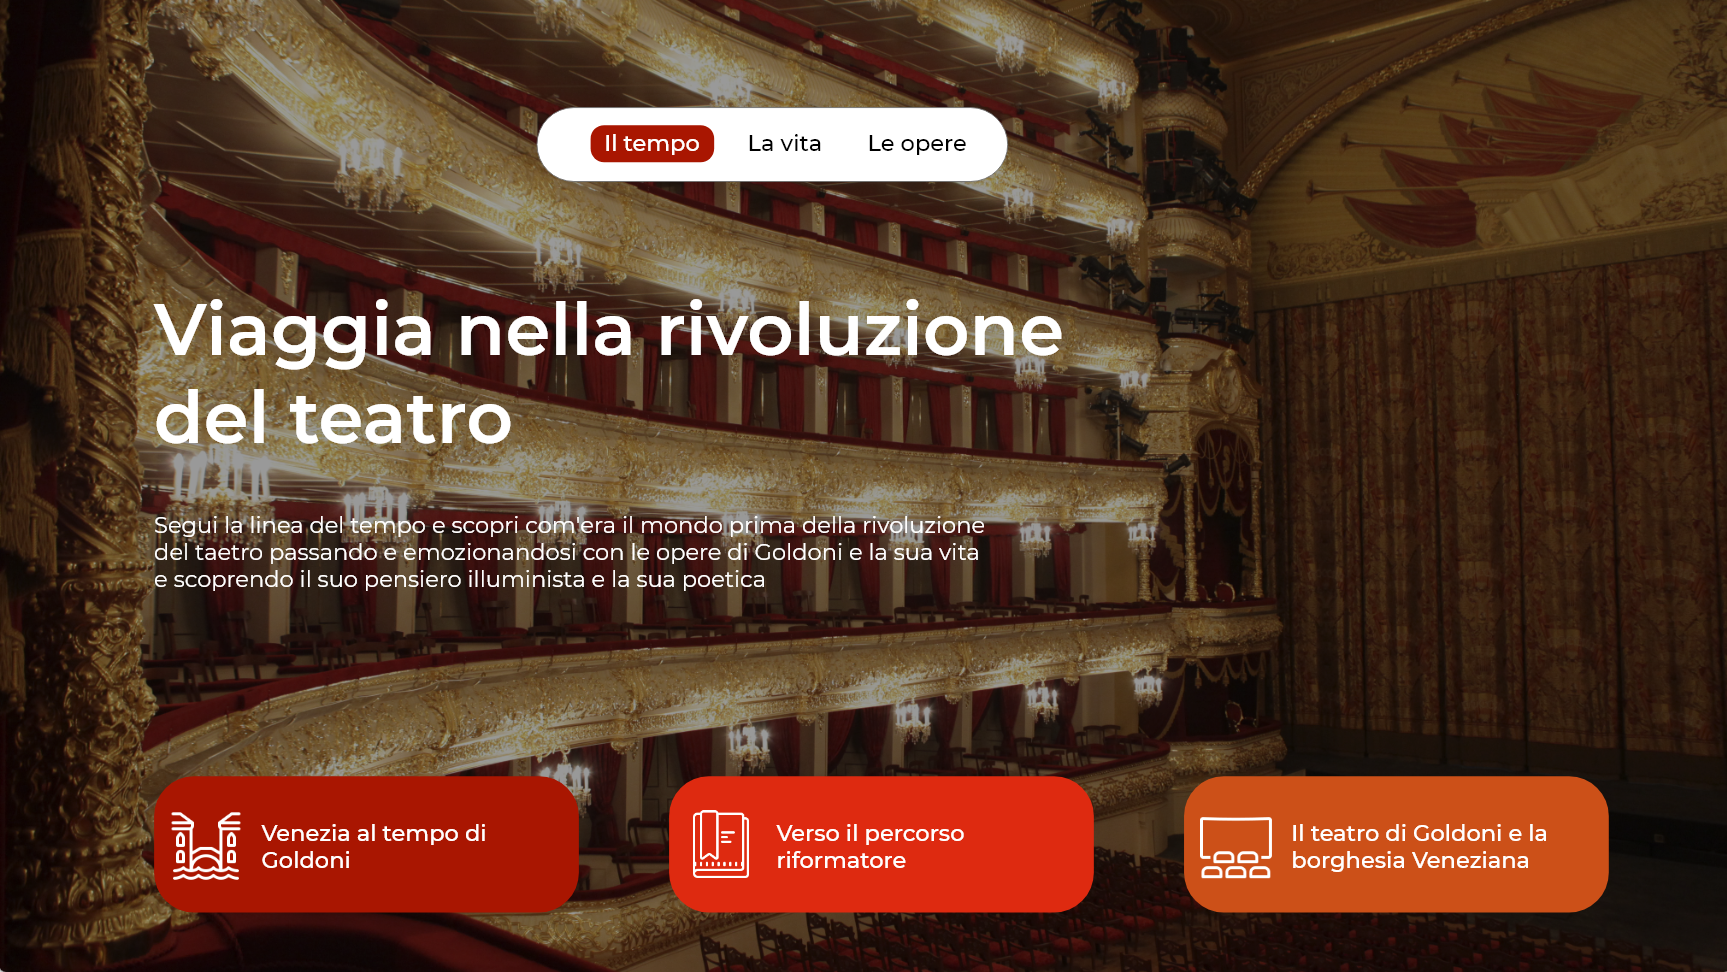 Il tempo La vita Le opere
Viaggia nella rivoluzione
del teatro
Segui la linea del tempo e scopri com'era il mondo prima della rivoluzione
del taetro passando e emozionandosi con le opere di Goldoni e la sua vita
e scoprendo il suo pensiero illuminista e la sua poetica
Venezia al tempo di
Goldoni
Verso il percorso
riformatore
Il teatro di Goldoni e la
borghesia Veneziana